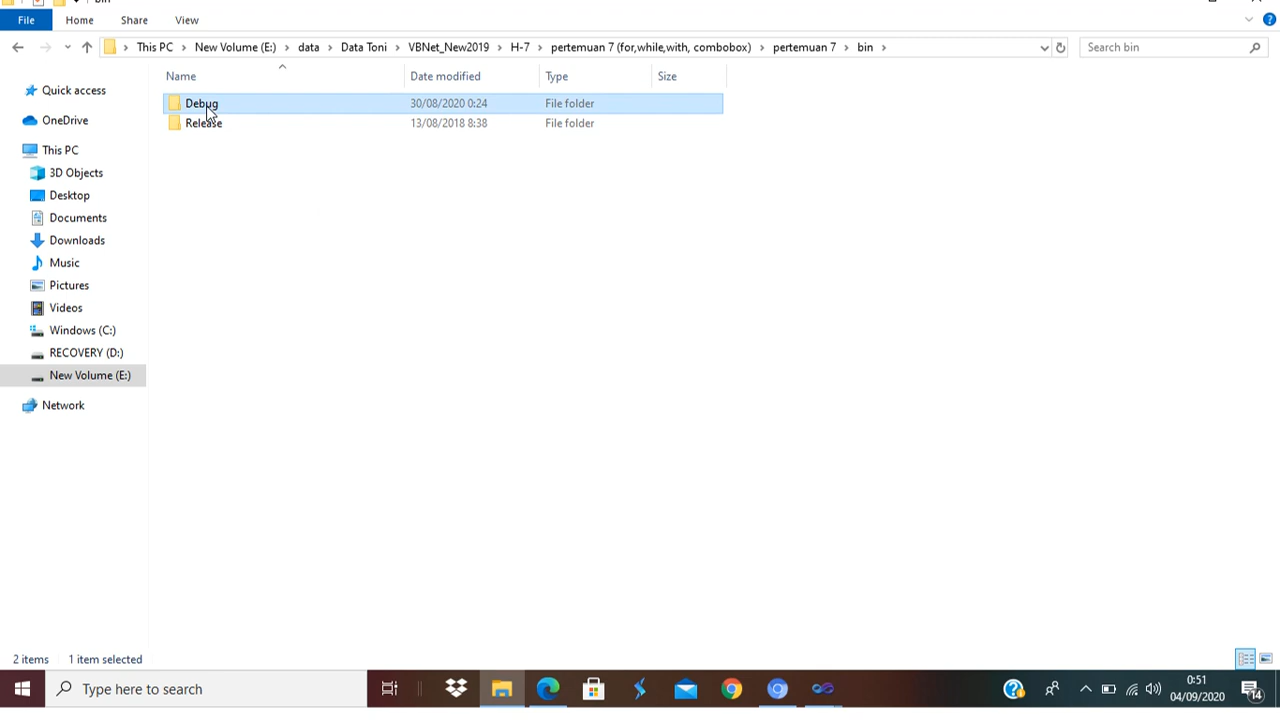 bin
File Home Share View
This PC New Volume (E:) data Data Toni VBNet_New2019 H-7 pertemuan 7 (for,while,with, combobox) pertemuan 7 bin Search bin
Name Date modified Type Size
Quick access
Debug 30/08/2020 0:24 File folder
OneDrive
Release 13/08/2018 8:38 File folder
This PC
3D Objects
Desktop
Documents
Downloads
Music
Pictures
Videos
Windows (C:)
RECOVERY (D:)
New Volume (E:)
Network
2 items 1 item selected
Type here to search
0:51
04/09/2020
14